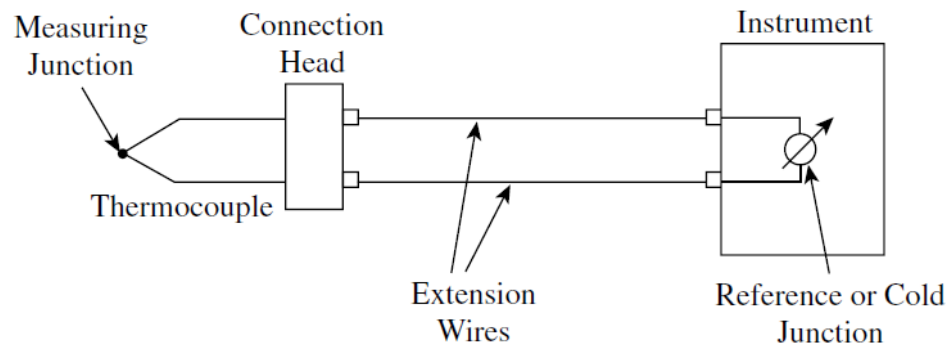 Measuring
Junction
Connection
Head
Instrument
Thermocouple
Extension
Wires
Reference or Cold
Junction